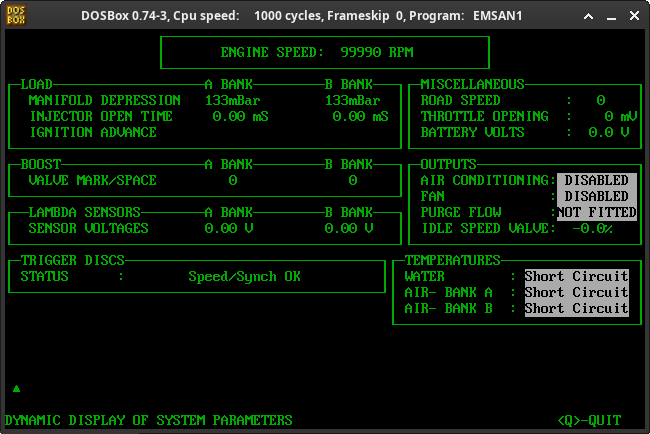 DOSBox 0.74-3, Cpu speed: 1000 cycles, Frameskip 0, Program: EMSAN1
DOS
BOX
ENGINE SPEED: 99990 RPM
LOAD A BANK B BANK
MANIFOLD DEPRESSION 133mBar 133mBar
INJECTOR OPEN TIME 0.00 mS 0.00 mS
IGNITION ADVANCE
MISCELLANEOUS
ROAD SPEED : 0
THROTTLE OPENING : 0 mV
BATTERY VOLTS : 0.0 V
BOOST A BANK B BANK
VALVE MARK/SPACE 0 0
OUTPUTS
AIR CONDITIONING: DISABLED
FAN : DISABLED
PURGE FLOW :NOT FITTED
IDLE SPEED VALVE: -0.0%
LAMBDA SENSORS A BANK B BANK
SENSOR VOLTAGES 0.00 V 0.00 V
TRIGGER DISCS
STATUS : Speed/Synch OK
TEMPERATURES
WATER : Short Circuit
AIR- BANK A : Short Circuit
AIR- BANK B : Short Circuit
DYNAMIC DISPLAY OF SYSTEM PARAMETERS <Q>-QUIT